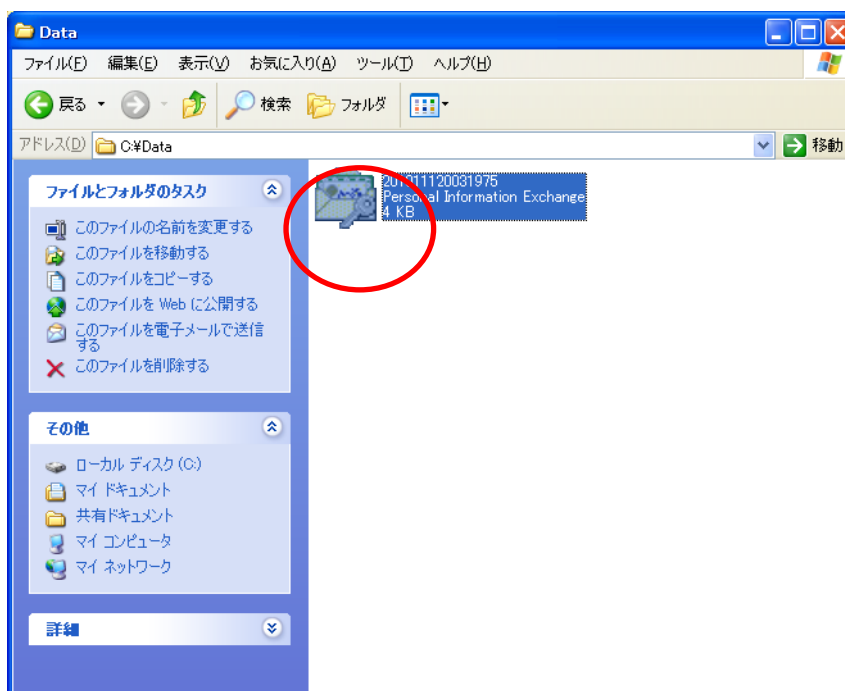 Data
ファイル(F) 編集(E) 表示(V) お気に入り(A) ツール(T) ヘルプ(H)
戻る 検索 フォルダ
アドレス(D) C:¥Data 移動
ファイルとフォルダのタスク
このファイルの名前を変更する
このファイルを移動する
このファイルをコピーする
このファイルを Web に公開する
このファイルを電子メールで送信
する
このファイルを削除する
その他
ローカル ディスク (C:)
マイ ドキュメント
共有ドキュメント
マイ コンピュータ
マイ ネットワーク
詳細
Personal Information Exchange
4 KB